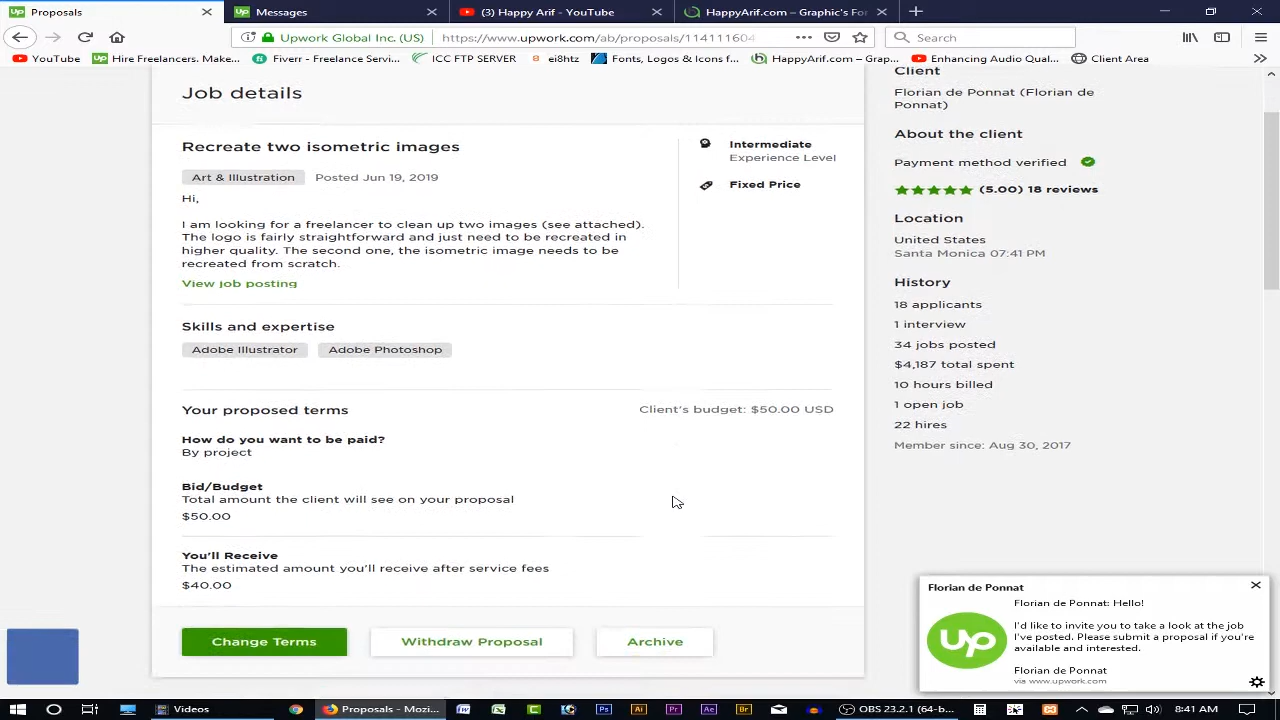 Proposals
Messages
(3) Happy Arif - YouTube
HappyArif.com – Graphic's For
Upwork Global Inc. (US)
https://www.upwork.com/ab/proposals/114111604
Search
YouTube
Hire Freelancers. Make...
Fiverr - Freelance Servi...
ICC FTP SERVER
ei8htz
Fonts, Logos & Icons f...
HappyArif.com – Grap...
Enhancing Audio Qual...
Client Area
Job details
Recreate two isometric images
Art & Illustration
Posted Jun 19, 2019
Hi,
I am looking for a freelancer to clean up two images (see attached).
The logo is fairly straightforward and just need to be recreated in
higher quality. The second one, the isometric image needs to be
recreated from scratch.
View job posting
Intermediate
Experience Level
Fixed Price
Skills and expertise
Adobe Illustrator
Adobe Photoshop
Your proposed terms
Client's budget: $50.00 USD
How do you want to be paid?
By project
Bid/Budget
Total amount the client will see on your proposal
$50.00
You'll Receive
The estimated amount you'll receive after service fees
$40.00
Change Terms
Withdraw Proposal
Archive
Client
Florian de Ponnat (Florian de
Ponnat)
About the client
Payment method verified
(5.00) 18 reviews
Location
United States
Santa Monica 07:41 PM
History
18 applicants
1 interview
34 jobs posted
$4,187 total spent
10 hours billed
1 open job
22 hires
Member since: Aug 30, 2017
Florian de Ponnat
Florian de Ponnat: Hello!
I'd like to invite you to take a look at the job
I've posted. Please submit a proposal if you're
available and interested.
Florian de Ponnat
via www.upwork.com
up
Videos
Proposals - Mozi...
Ps
Ai
Pr
Ae
Br
OBS 23.2.1 (64-b...
8:41 AM